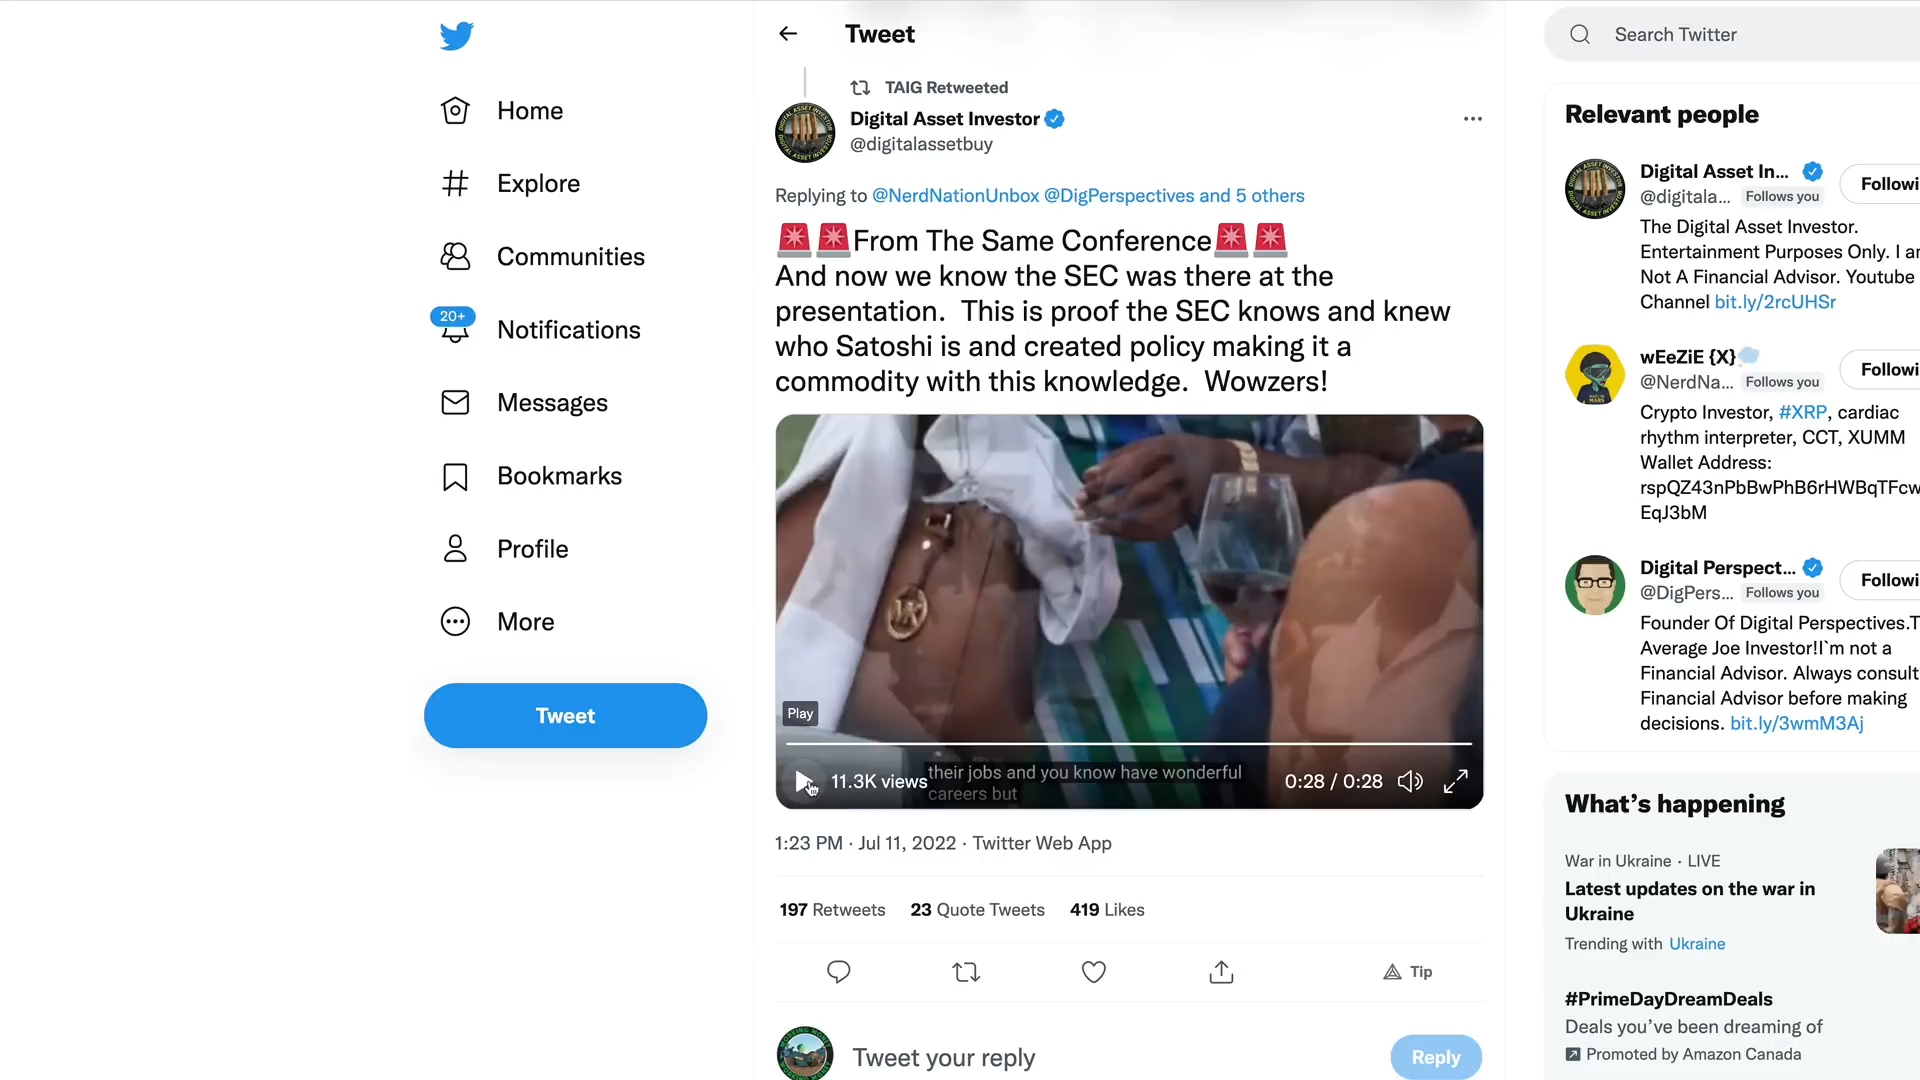 Home
Explore
Communities
20+
Notifications
Messages
Bookmarks
Profile
More
Tweet
Tweet
TAIG Retweeted
Digital Asset Investor
@digitalassetbuy
Replying to @NerdNationUnbox @DigPerspectives and 5 others
🚨🚨From The Same Conference🚨🚨
And now we know the SEC was there at the
presentation. This is proof the SEC knows and knew
who Satoshi is and created policy making it a
commodity with this knowledge. Wowzers!
Play
11.3K views
their jobs and you know have wonderful
careers but
0:28 / 0:28
1:23 PM · Jul 11, 2022 · Twitter Web App
197 Retweets 23 Quote Tweets 419 Likes
Tip
Tweet your reply
Reply
Search Twitter
Relevant people
Digital Asset In...
@digitala... Follows you
Followi
The Digital Asset Investor.
Entertainment Purposes Only. I ar
Not A Financial Advisor. Youtube
Channel bit.ly/2rcUHSr
wEeZiE {X}
@NerdNa... Follows you
Followi
Crypto Investor, #XRP, cardiac
rhythm interpreter, CCT, XUMM
Wallet Address:
rspQZ43nPbBwPhB6rHWBqTFcw
EqJ3bM
Digital Perspect...
@DigPers... Follows you
Followi
Founder Of Digital Perspectives.T
Average Joe Investor!I`m not a
Financial Advisor. Always consult
Financial Advisor before making
decisions. bit.ly/3wmM3Aj
What's happening
War in Ukraine · LIVE
Latest updates on the war in
Ukraine
Trending with Ukraine
#PrimeDayDreamDeals
Deals you've been dreaming of
Promoted by Amazon Canada